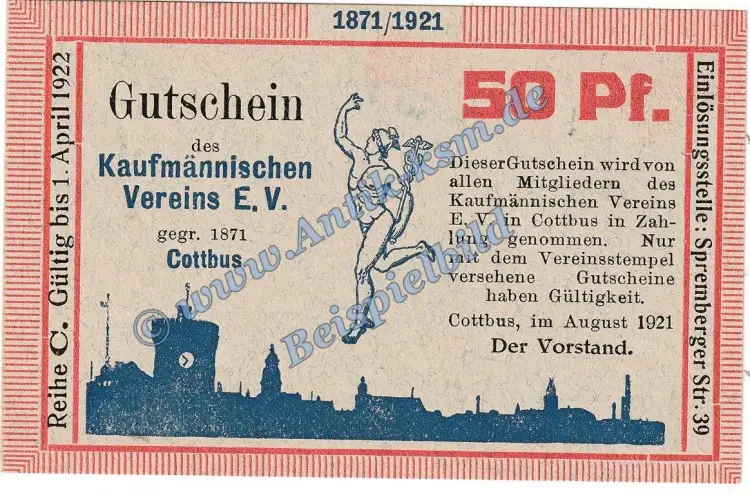 1871/1921
Reihe C. Gültig bis 1. April 1922
Gutschein
des
Kaufmännischen
Vereins E. V.
gegr. 1871
Cottbus
50 Pf.
Dieser Gutschein wird von
allen Mitgliedern des
Kaufmännischen Vereins
E. V. in Cottbus in Zah-
lung genommen. Nur
mit dem Vereinsstempel
versehene Gutscheine
haben Gültigkeit.
Cottbus, im August 1921
Der Vorstand.
Einlösungsstelle: Spremberger Str. 39
© www.Antik-ksm.de
Beispielbild